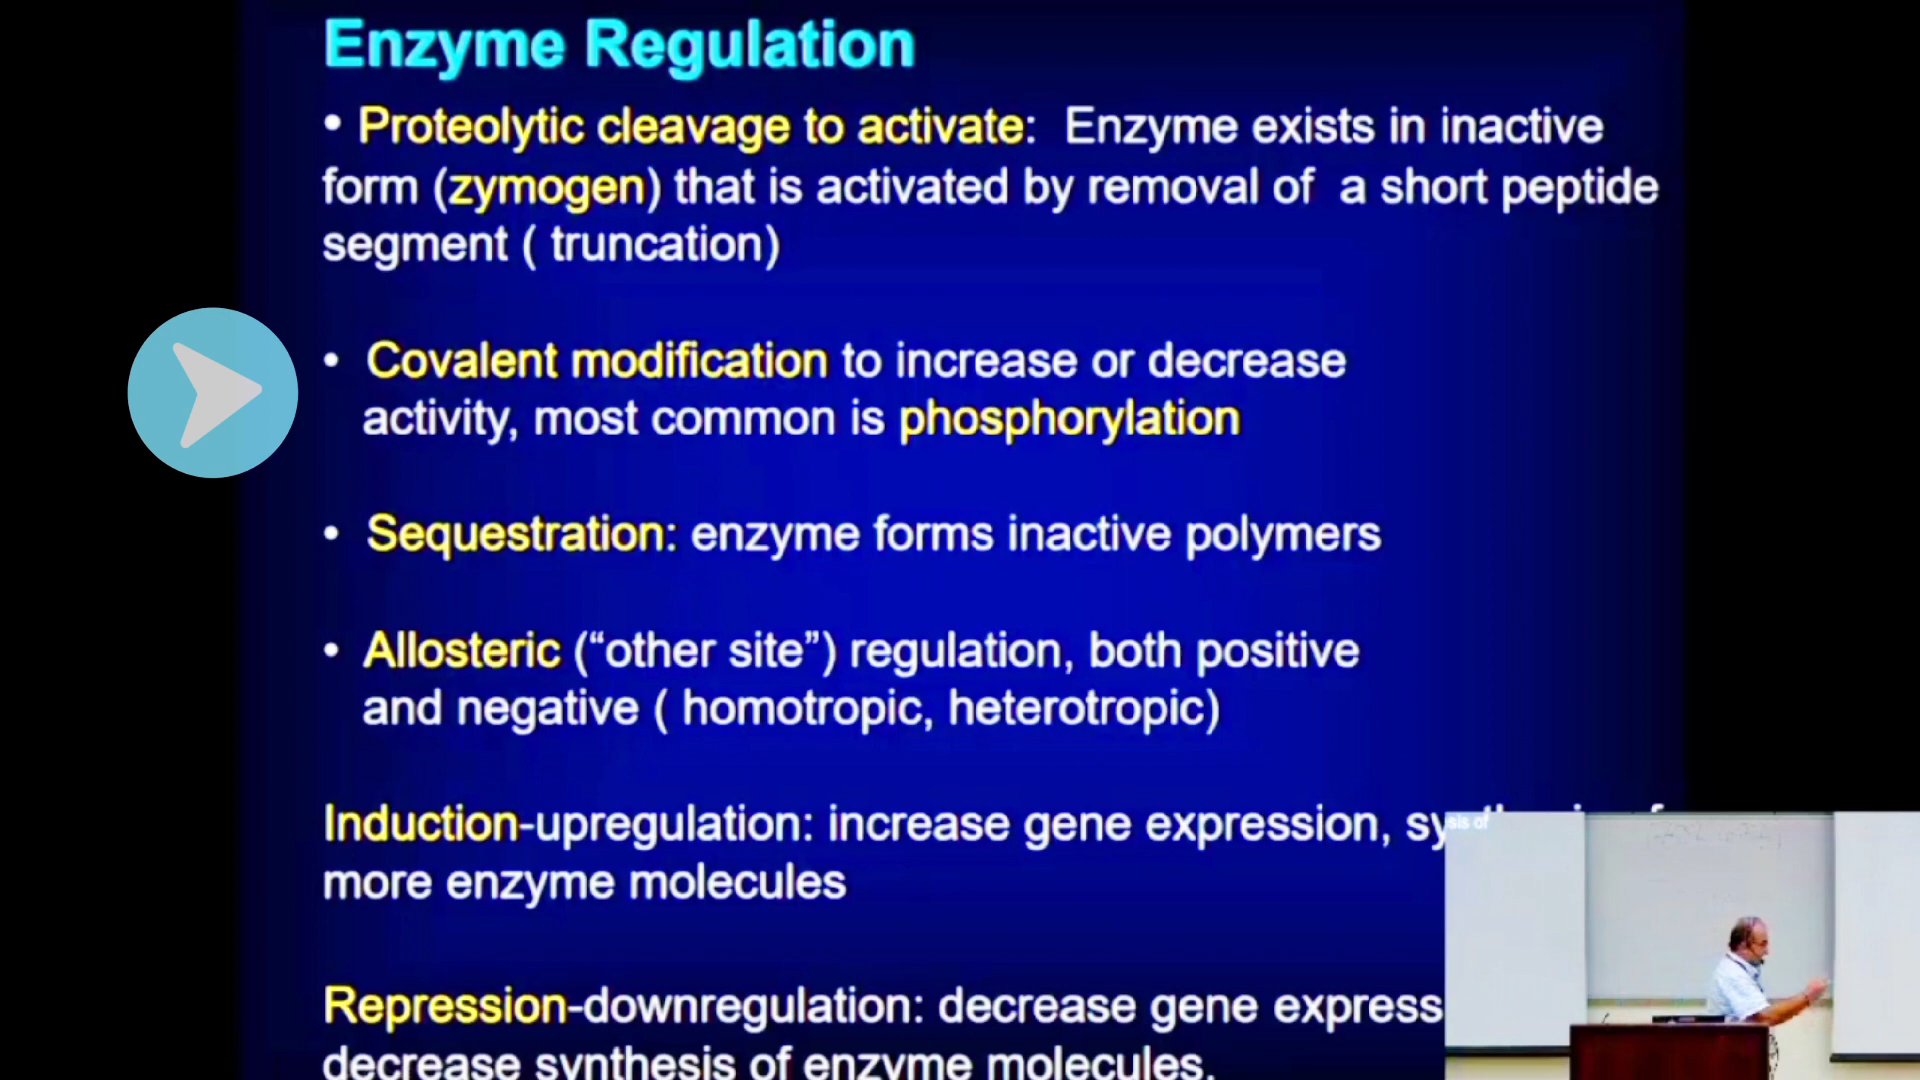 Enzyme Regulation
• Proteolytic cleavage to activate: Enzyme exists in inactive
form (zymogen) that is activated by removal of a short peptide
segment ( truncation)
• Covalent modification to increase or decrease
activity, most common is phosphorylation
• Sequestration: enzyme forms inactive polymers
• Allosteric (“other site”) regulation, both positive
and negative ( homotropic, heterotropic)
Induction-upregulation: increase gene expression,
more enzyme molecules
Repression-downregulation: decrease gene express
decrease synthesis of enzyme molecules.